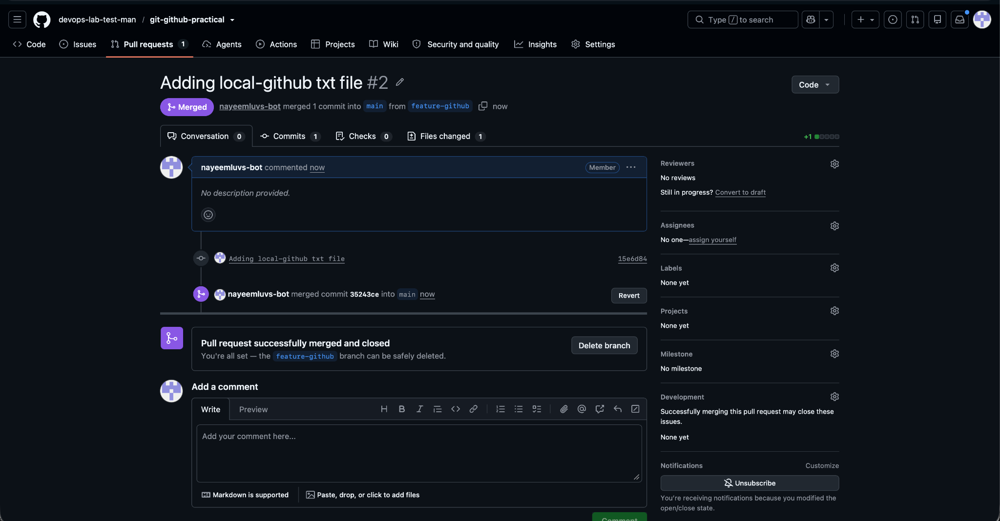 devops-lab-test-man / git-github-practical
Type / to search
Code
Issues
Pull requests 1
Agents
Actions
Projects
Wiki
Security and quality
Insights
Settings
Adding local-github txt file #2
Code
Merged
nayeemluvs-bot merged 1 commit into main from feature-github now
Conversation 0
Commits 1
Checks 0
Files changed 1
+1
nayeemluvs-bot commented now
Member
No description provided.
Adding local-github txt file
15e6d84
nayeemluvs-bot merged commit 35243ce into main now
Revert
Pull request successfully merged and closed
You're all set — the feature-github branch can be safely deleted.
Delete branch
Add a comment
Write
Preview
Add your comment here...
Markdown is supported
Paste, drop, or click to add files
Comment
Reviewers
No reviews
Still in progress? Convert to draft
Assignees
No one—assign yourself
Labels
None yet
Projects
None yet
Milestone
No milestone
Development
Successfully merging this pull request may close these
issues.
None yet
Notifications
Customize
Unsubscribe
You're receiving notifications because you modified the
open/close state.